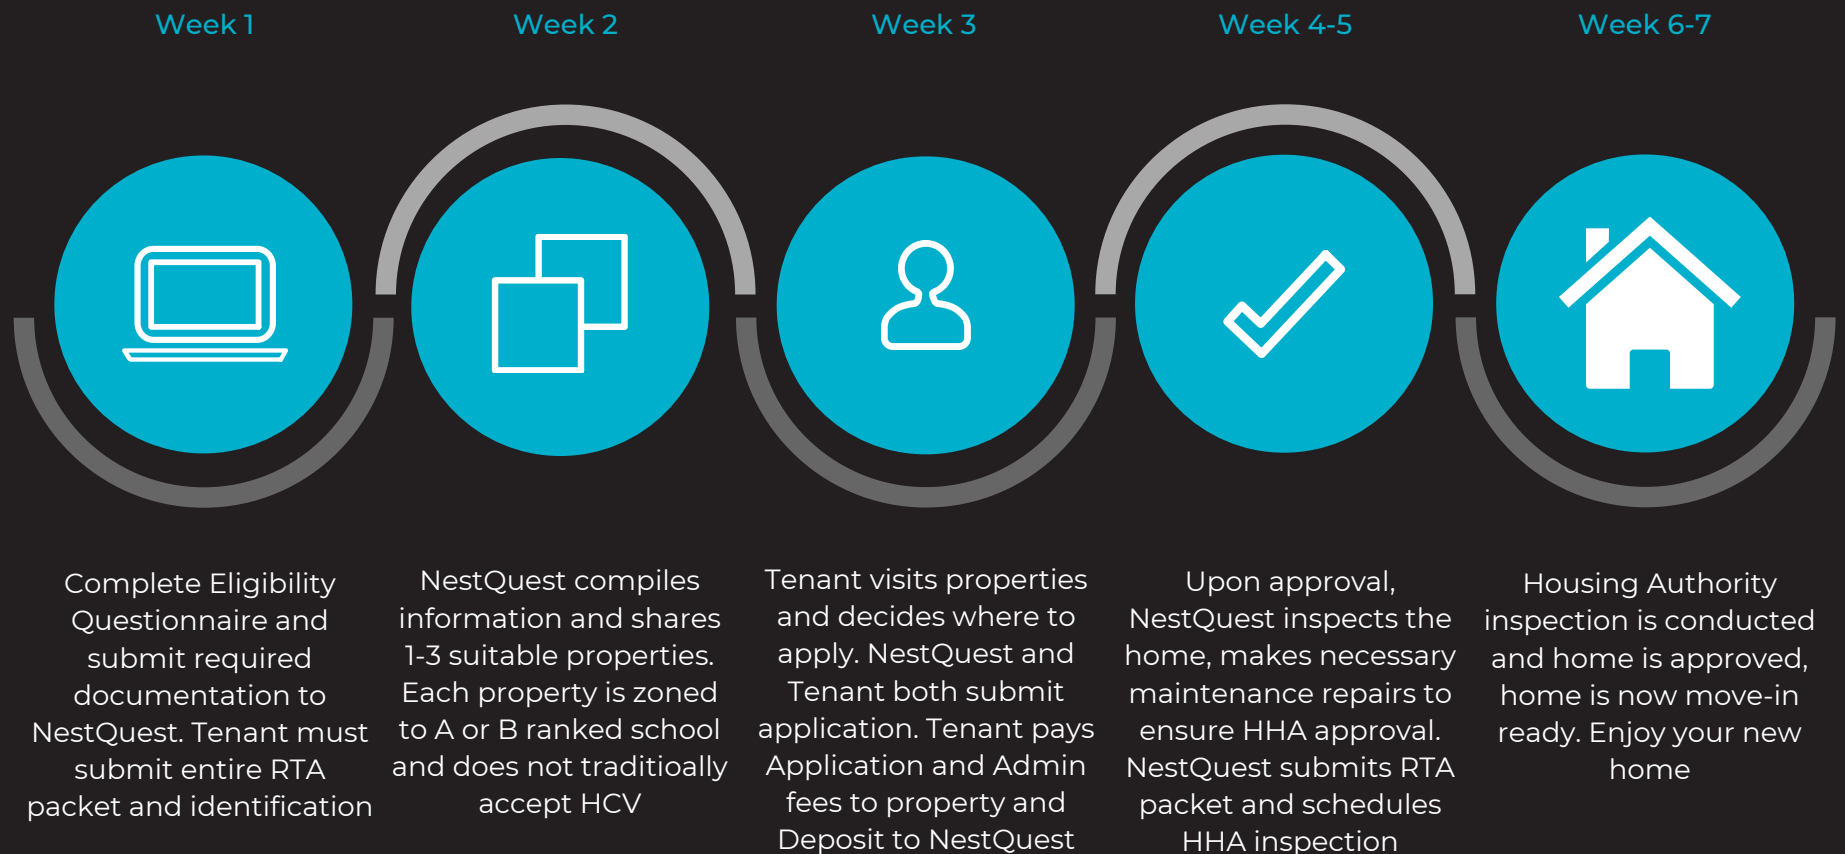 Week 1
Week 2
Week 3
Week 4-5
Week 6-7
Complete Eligibility
Questionnaire and
submit required
documentation to
NestQuest. Tenant must
submit entire RTA
packet and identification
NestQuest compiles
information and shares
1-3 suitable properties.
Each property is zoned
to A or B ranked school
and does not traditioally
accept HCV
Tenant visits properties
and decides where to
apply. NestQuest and
Tenant both submit
application. Tenant pays
Application and Admin
fees to property and
Deposit to NestQuest
Upon approval,
NestQuest inspects the
home, makes necessary
maintenance repairs to
ensure HHA approval.
NestQuest submits RTA
packet and schedules
HHA inspection
Housing Authority
inspection is conducted
and home is approved,
home is now move-in
ready. Enjoy your new
home